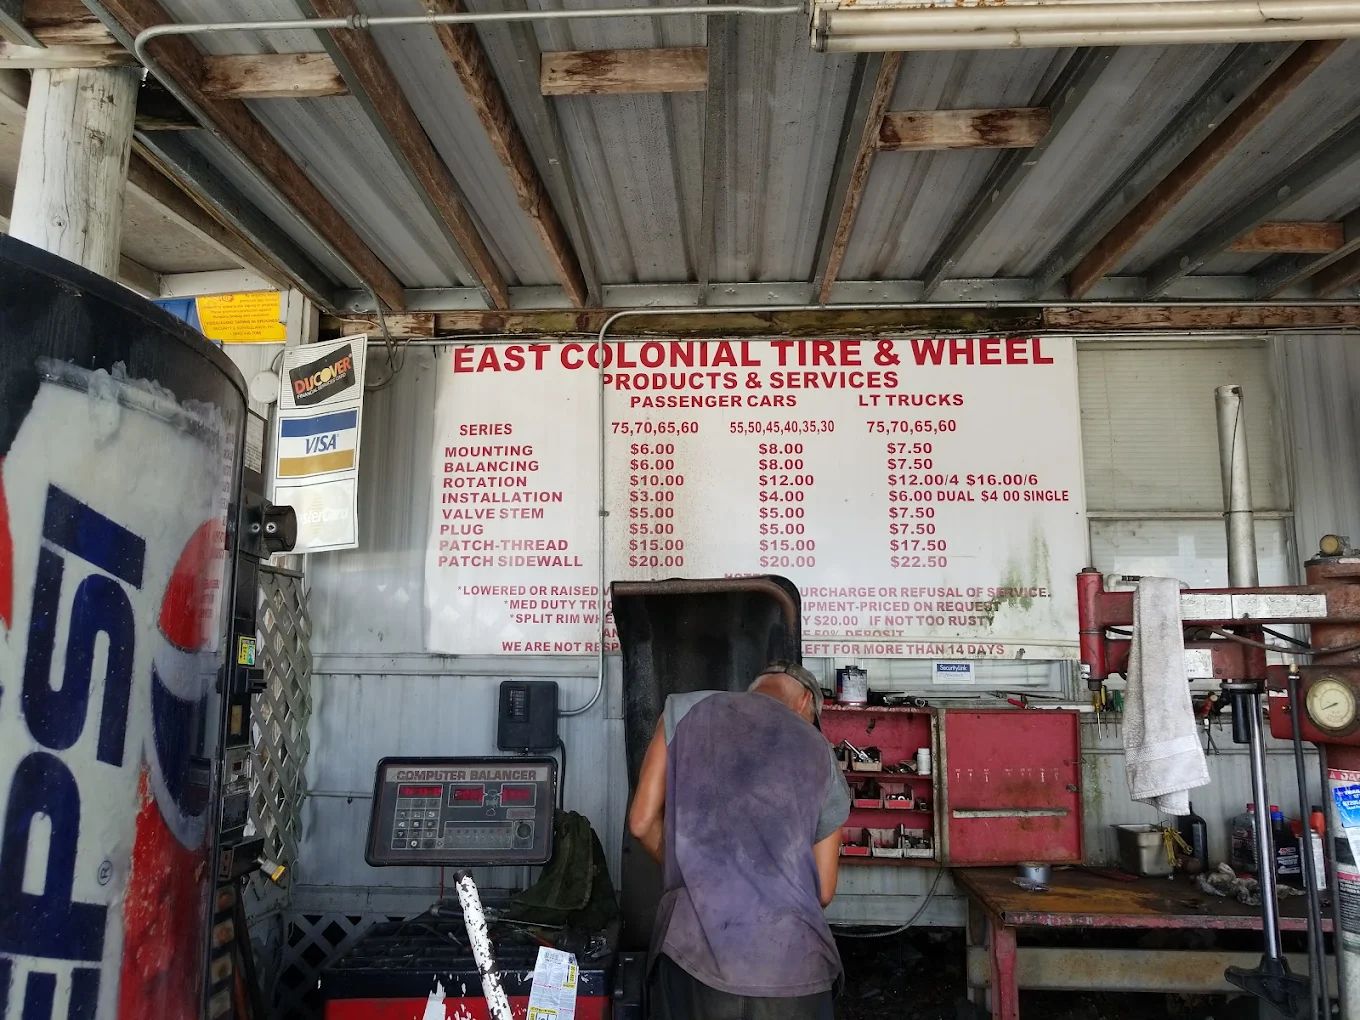 EAST COLONIAL TIRE & WHEEL
PRODUCTS & SERVICES
PASSENGER CARS LT TRUCKS
SERIES 75,70,65,60 55,50,45,40,35,30 75,70,65,60
MOUNTING $6.00 $8.00 $7.50
BALANCING $6.00 $8.00 $7.50
ROTATION $10.00 $12.00 $12.00/4 $16.00/6
INSTALLATION $3.00 $4.00 $6.00 DUAL $4 00 SINGLE
VALVE STEM $5.00 $5.00 $7.50
PLUG $5.00 $5.00 $7.50
PATCH-THREAD $15.00 $15.00 $17.50
PATCH SIDEWALL $20.00 $20.00 $22.50
*LOWERED OR RAISED URCHARGE OR REFUSAL OF SERVICE.
*MED DUTY IPMENT-PRICED ON REQUEST
*SPLIT RIM $20.00 IF NOT TOO RUSTY
50% DEPOSIT
WE ARE NOT LEFT FOR MORE THAN 14 DAYS
DUCOVER
VISA
PEPSI
®
COMPUTER BALANCER
SecurityLink